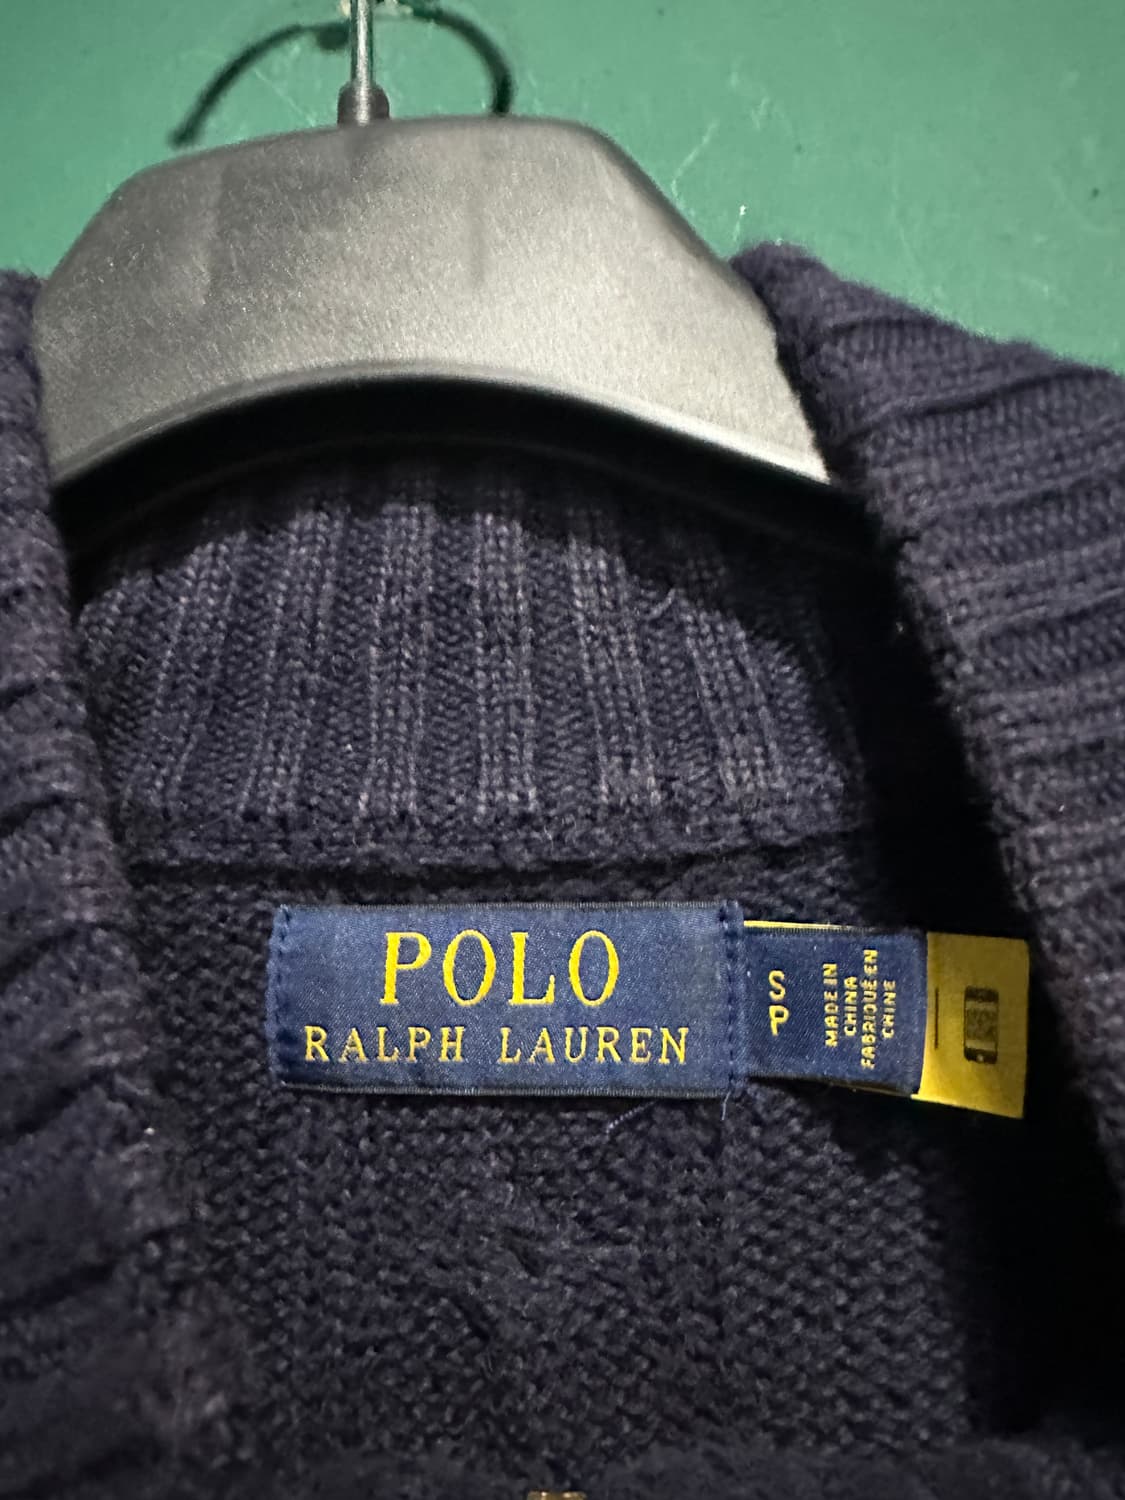 POLO
RALPH LAUREN
S
P
MADE IN
CHINA
FABRIQUÉ EN
CHINE